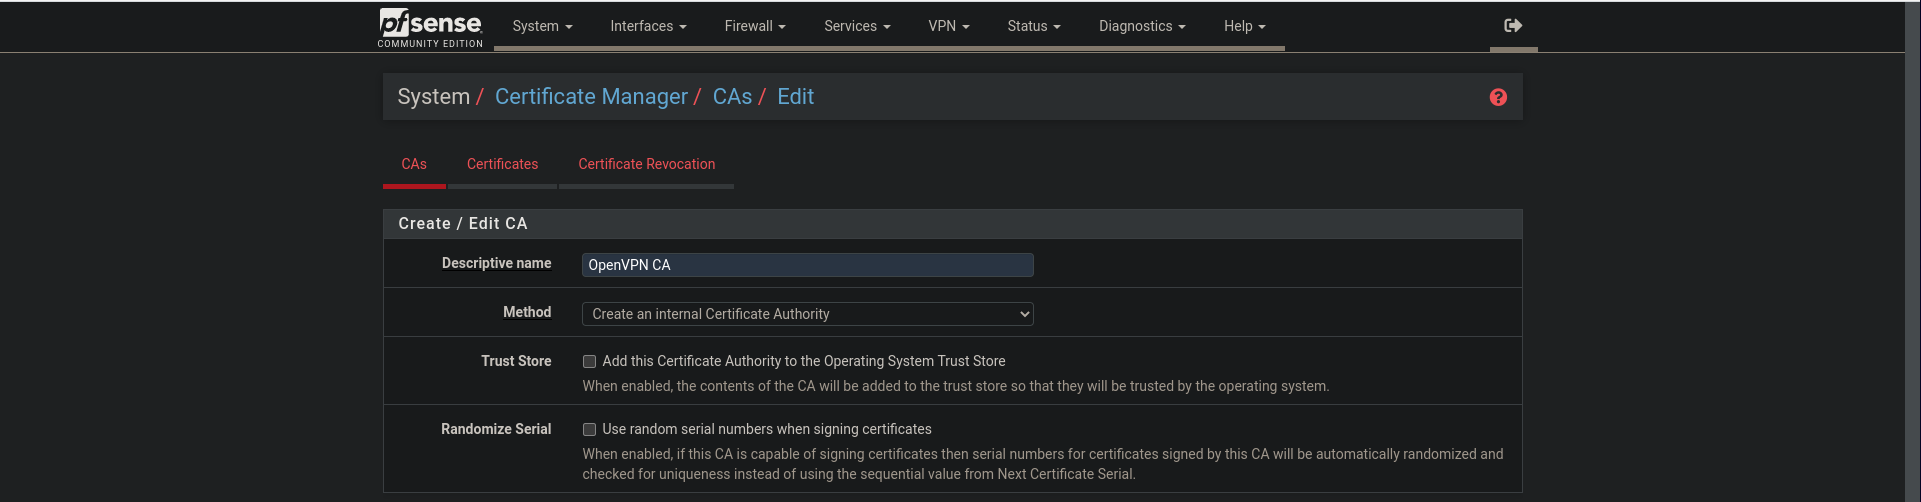 pfsense
COMMUNITY EDITION
System Interfaces Firewall Services VPN Status Diagnostics Help
System / Certificate Manager / CAs / Edit
?
CAs Certificates Certificate Revocation
Create / Edit CA
Descriptive name OpenVPN CA
Method Create an internal Certificate Authority
Trust Store Add this Certificate Authority to the Operating System Trust Store
When enabled, the contents of the CA will be added to the trust store so that they will be trusted by the operating system.
Randomize Serial Use random serial numbers when signing certificates
When enabled, if this CA is capable of signing certificates then serial numbers for certificates signed by this CA will be automatically randomized and
checked for uniqueness instead of using the sequential value from Next Certificate Serial.